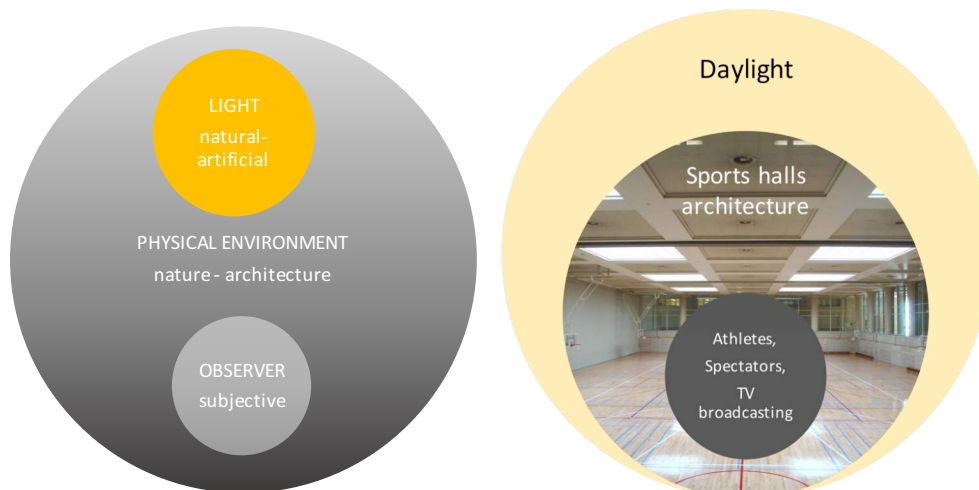 LIGHT
natural-
artificial
PHYSICAL ENVIRONMENT
nature - architecture
OBSERVER
subjective
Daylight
Sports halls
architecture
Athletes,
Spectators,
TV
broadcasting